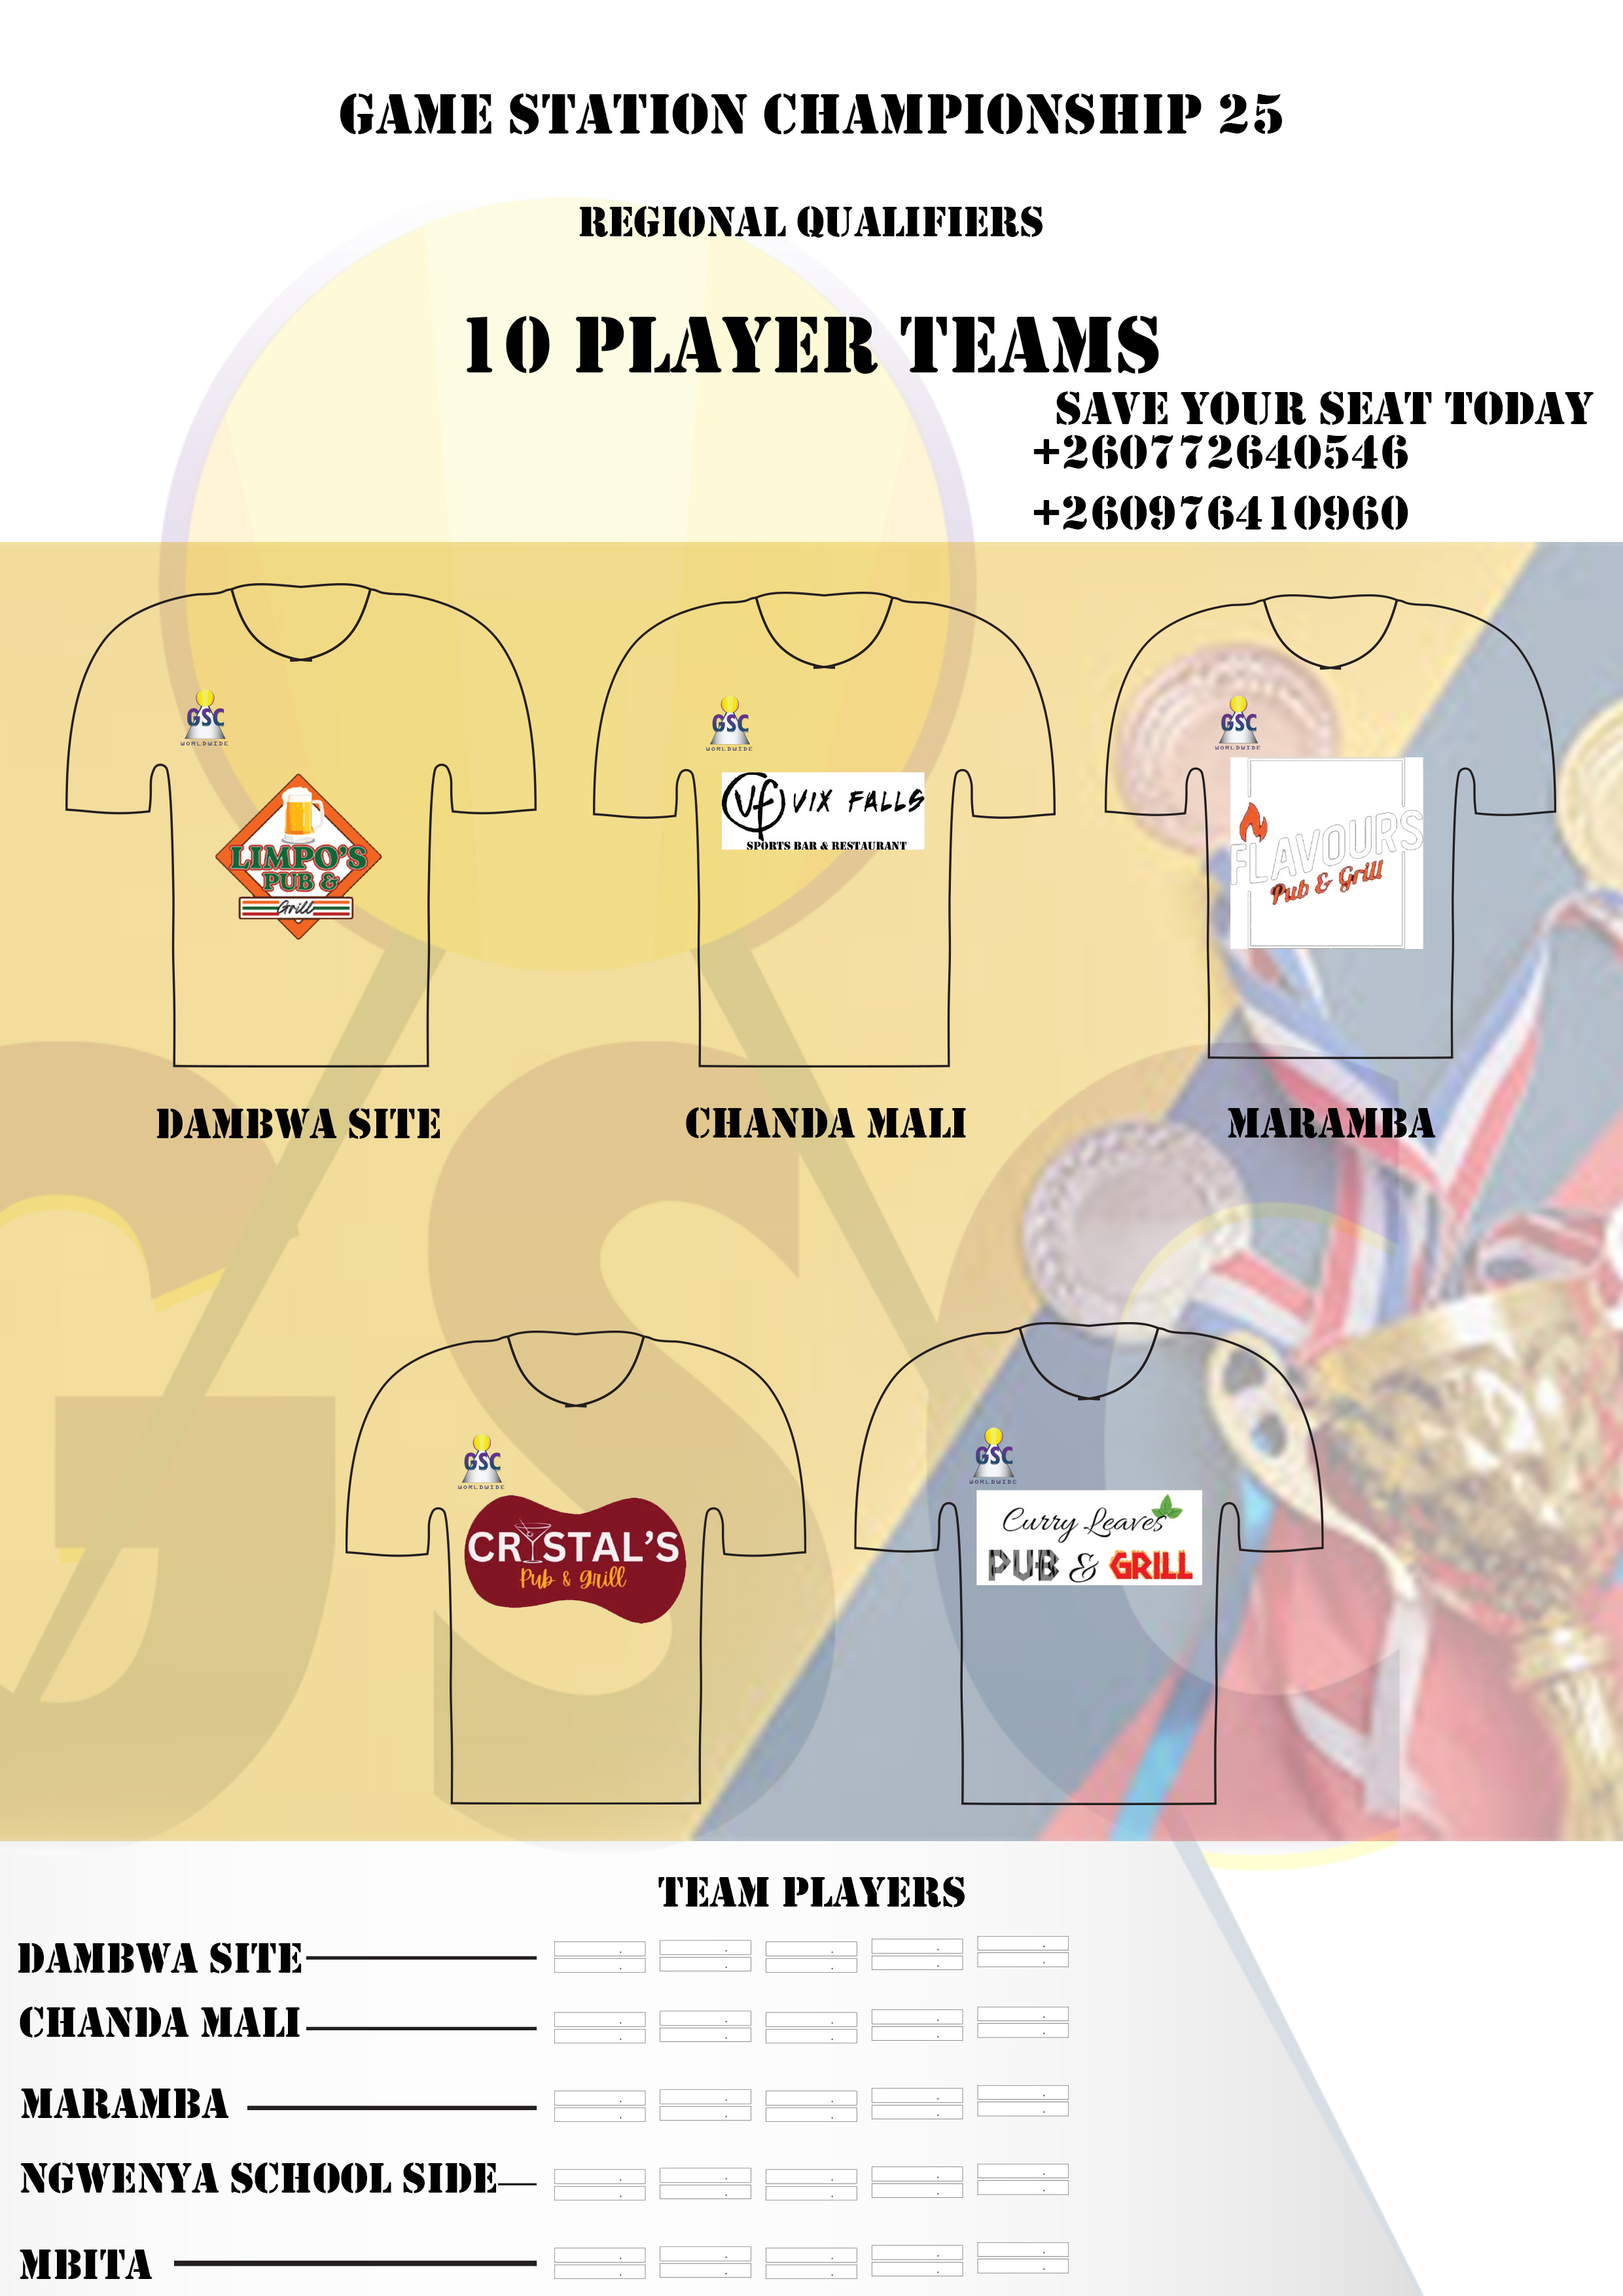 GAME STATION CHAMPIONSHIP 25
REGIONAL QUALIFIERS
10 PLAYER TEAMS
SAVE YOUR SEAT TODAY
+260772640546
+260976410960
GSC
WORLDWIDE
LIMPO'S
PUB &
Grill
GSC
WORLDWIDE
Vf VIX FALLS
SPORTS BAR & RESTAURANT
GSC
WORLDWIDE
FLAVOURS
Pub & Grill
DAMBWA SITE
CHANDA MALI
MARAMBA
GSC
GSC
WORLDWIDE
CRYSTAL'S
Pub & grill
GSC
WORLDWIDE
Curry Leaves
PUB & GRILL
TEAM PLAYERS
DAMBWA SITE
CHANDA MALI
MARAMBA
NGWENYA SCHOOL SIDE
MBITA